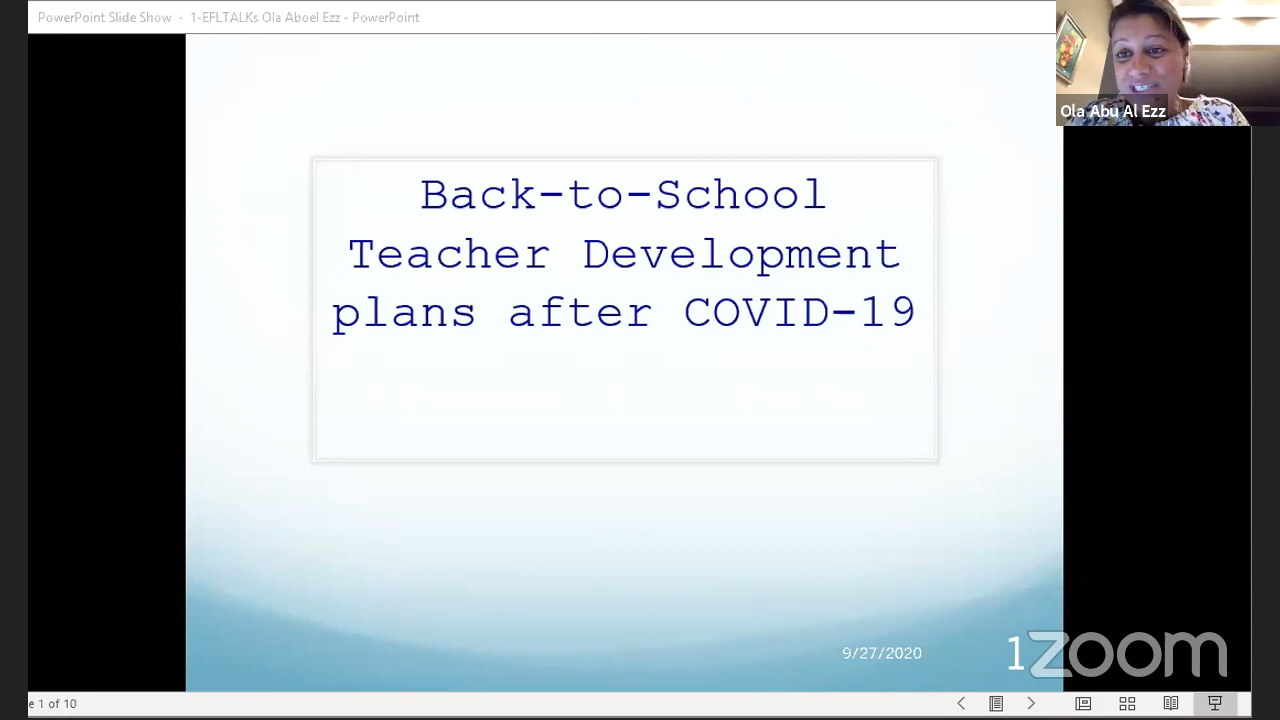 PowerPoint Slide Show - 1-EFLTALKs Ola Aboel Ezz - PowerPoint
Ola Abu Al Ezz
Back-to-School
Teacher Development
plans after COVID-19
9/27/2020
1
zoom
e 1 of 10